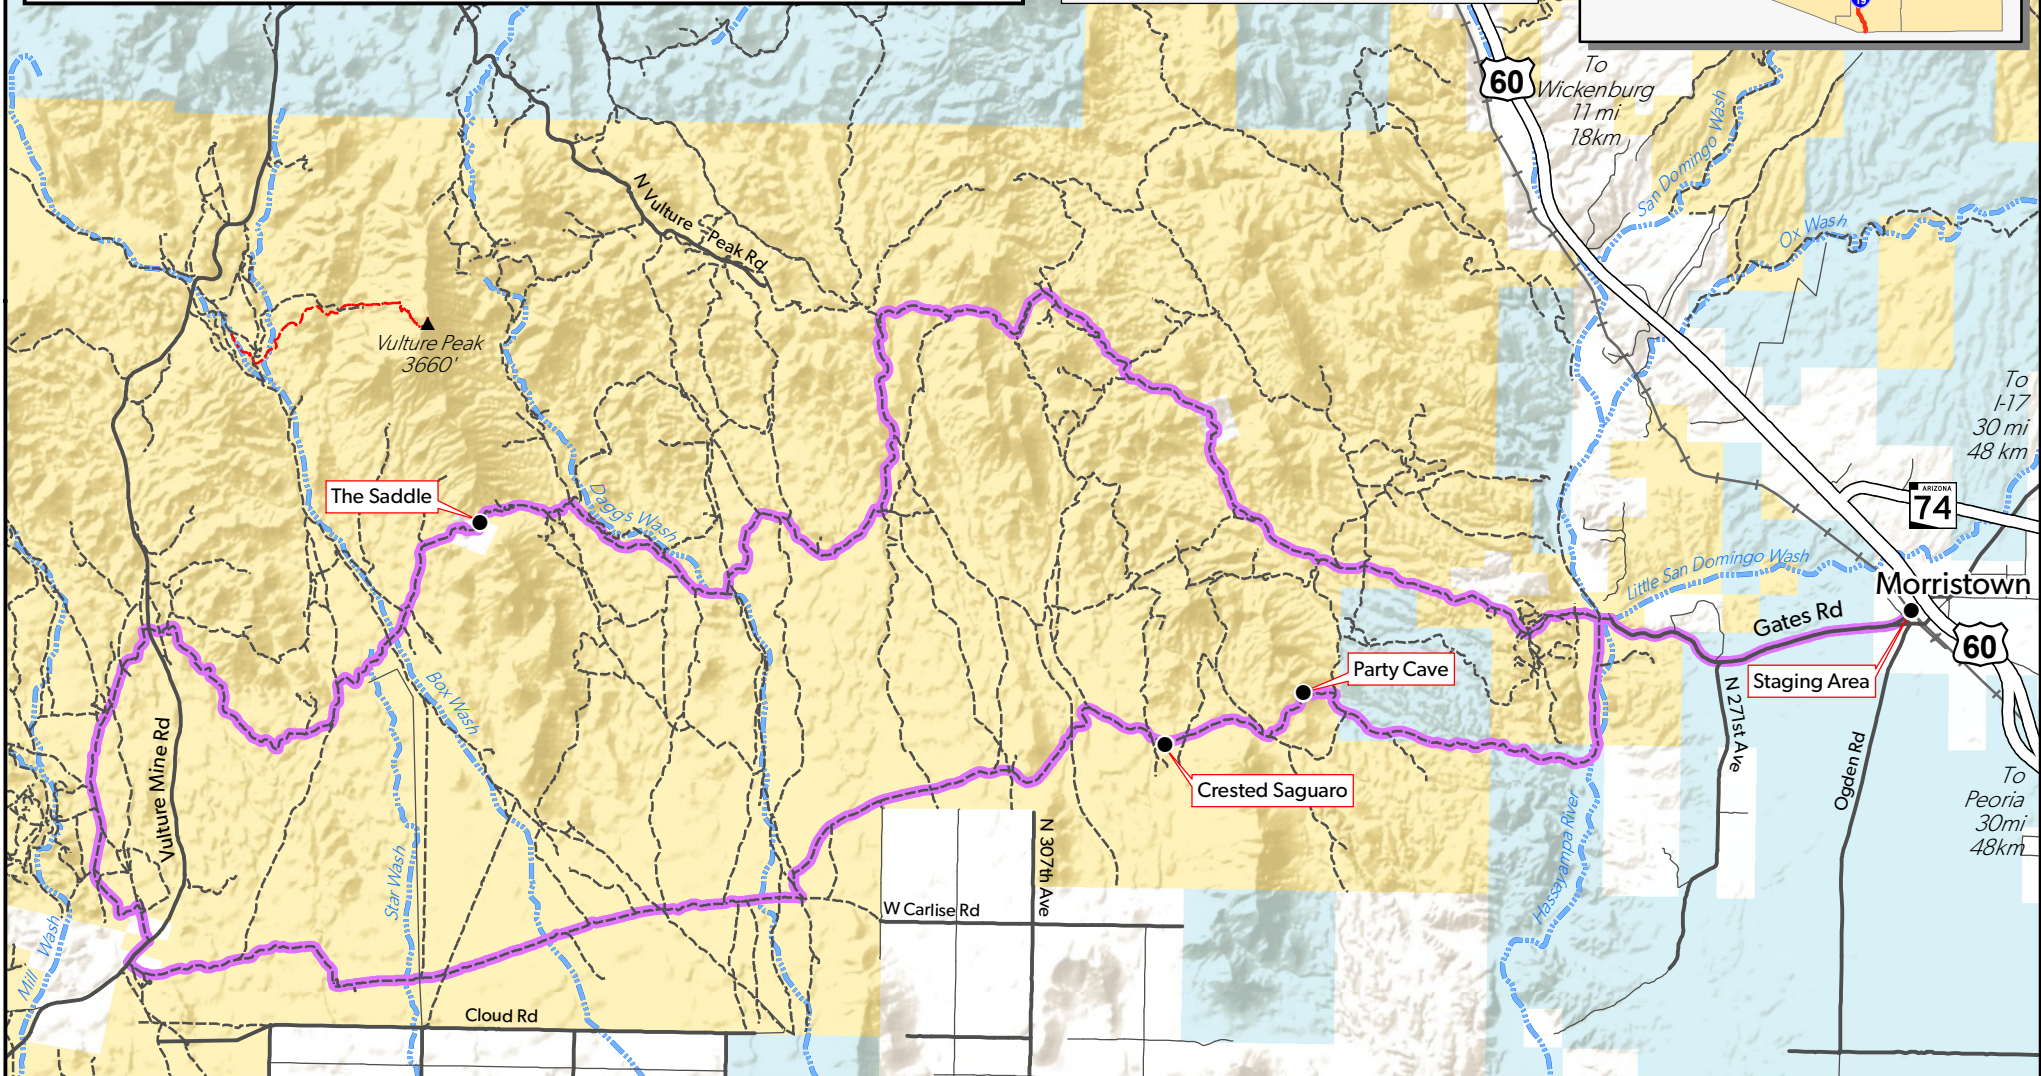 19
60
To
Wickenburg
11 mi
18km
San Domingo Wash
Ox Wash
N Vulture Peak Rd
Vulture Peak
3660'
To
I-17
30 mi
48 km
The Saddle
Daggs Wash
ARIZONA
74
Little San Domingo Wash
Morristown
Gates Rd
60
Party Cave
Staging Area
N 271st Ave
Box Wash
Vulture Mine Rd
Ogden Rd
Crested Saguaro
To
Peoria
30mi
48km
N 307th Ave
Star Wash
Hassayampa River
W Carlise Rd
Mill Wash
Cloud Rd